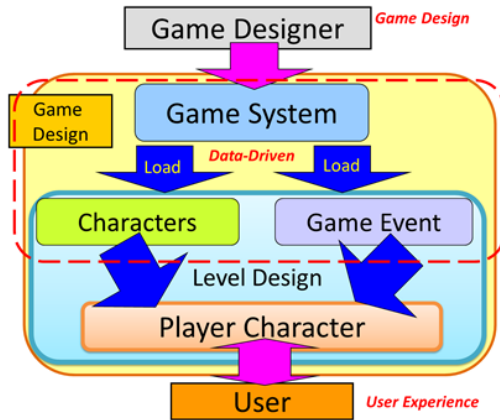 Game Designer
Game Design
Game
Design
Game System
Load
Data-Driven
Load
Characters
Game Event
Level Design
Player Character
User
User Experience